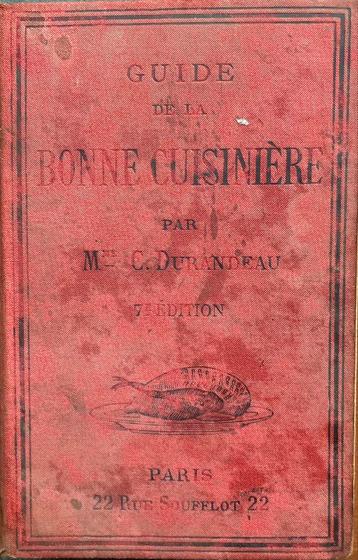 GUIDE
DE LA
BONNE CUISINIÈRE
PAR
Mme C. DURANDEAU
7E ÉDITION
PARIS
22 RUE SOUFFLOT 22